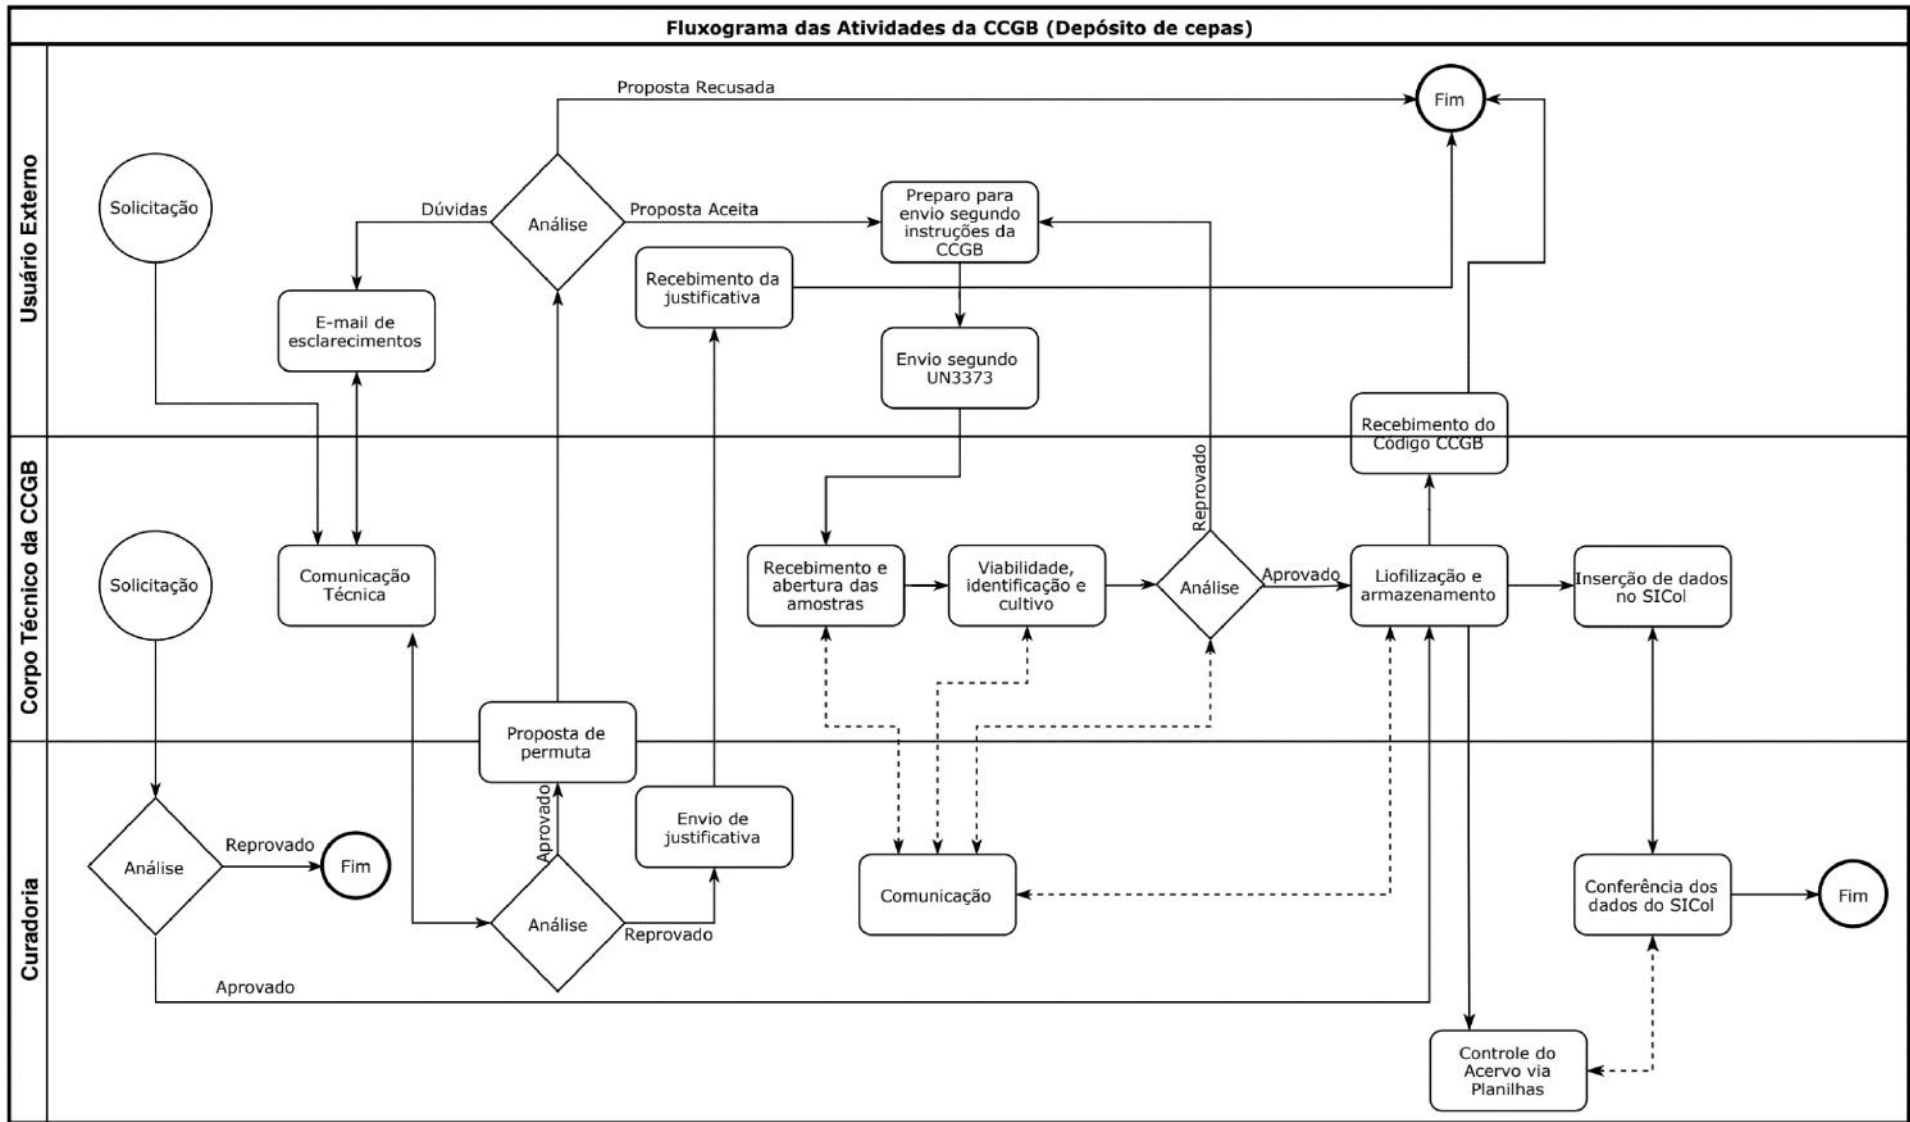 Fluxograma das Atividades da CCGB (Depósito de cepas)
Usuário Externo
Proposta Recusada
Fim
Solicitação
Dúvidas
Análise
Proposta Aceita
Preparo para
envio segundo
instruções da
CCGB
Recebimento da
justificativa
E-mail de
esclarecimentos
Envio segundo
UN3373
Recebimento do
Código CCGB
Corpo Técnico da CCGB
Solicitação
Comunicação
Técnica
Recebimento e
abertura das
amostras
Viabilidade,
identificação e
cultivo
Reprovado
Análise
Aprovado
Liofilização e
armazenamento
Inserção de dados
no SICol
Proposta de
permuta
Curadoria
Análise
Reprovado
Fim
Aprovado
Aprovado
Análise
Reprovado
Envio de
justificativa
Comunicação
Conferência dos
dados do SICol
Fim
Controle do
Acervo via
Planilhas